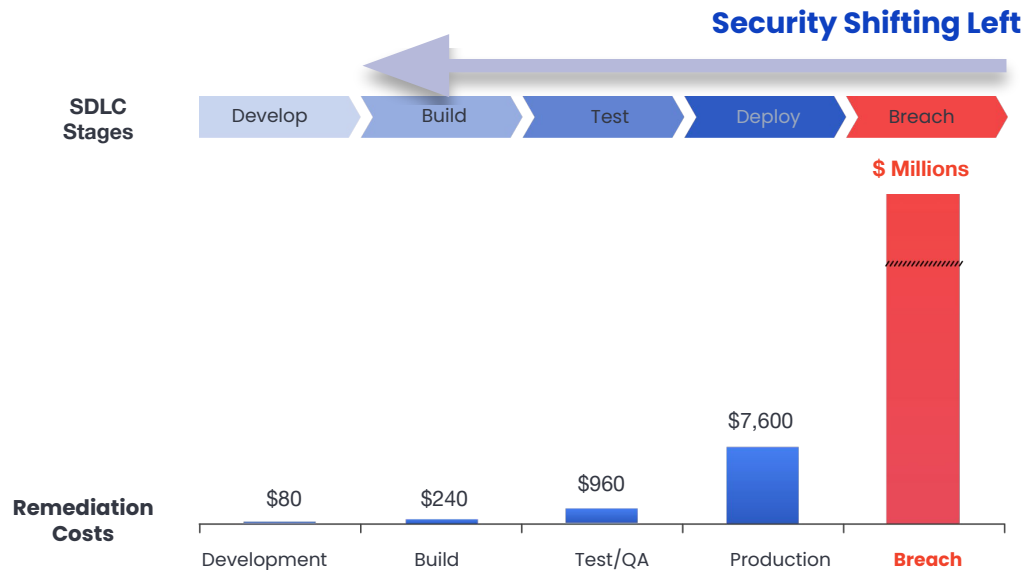 Security Shifting Left
SDLC
Stages
Develop
Build
Test
Deploy
Breach
$ Millions
$7,600
$960
$240
$80
Remediation
Costs
Development
Build
Test/QA
Production
Breach